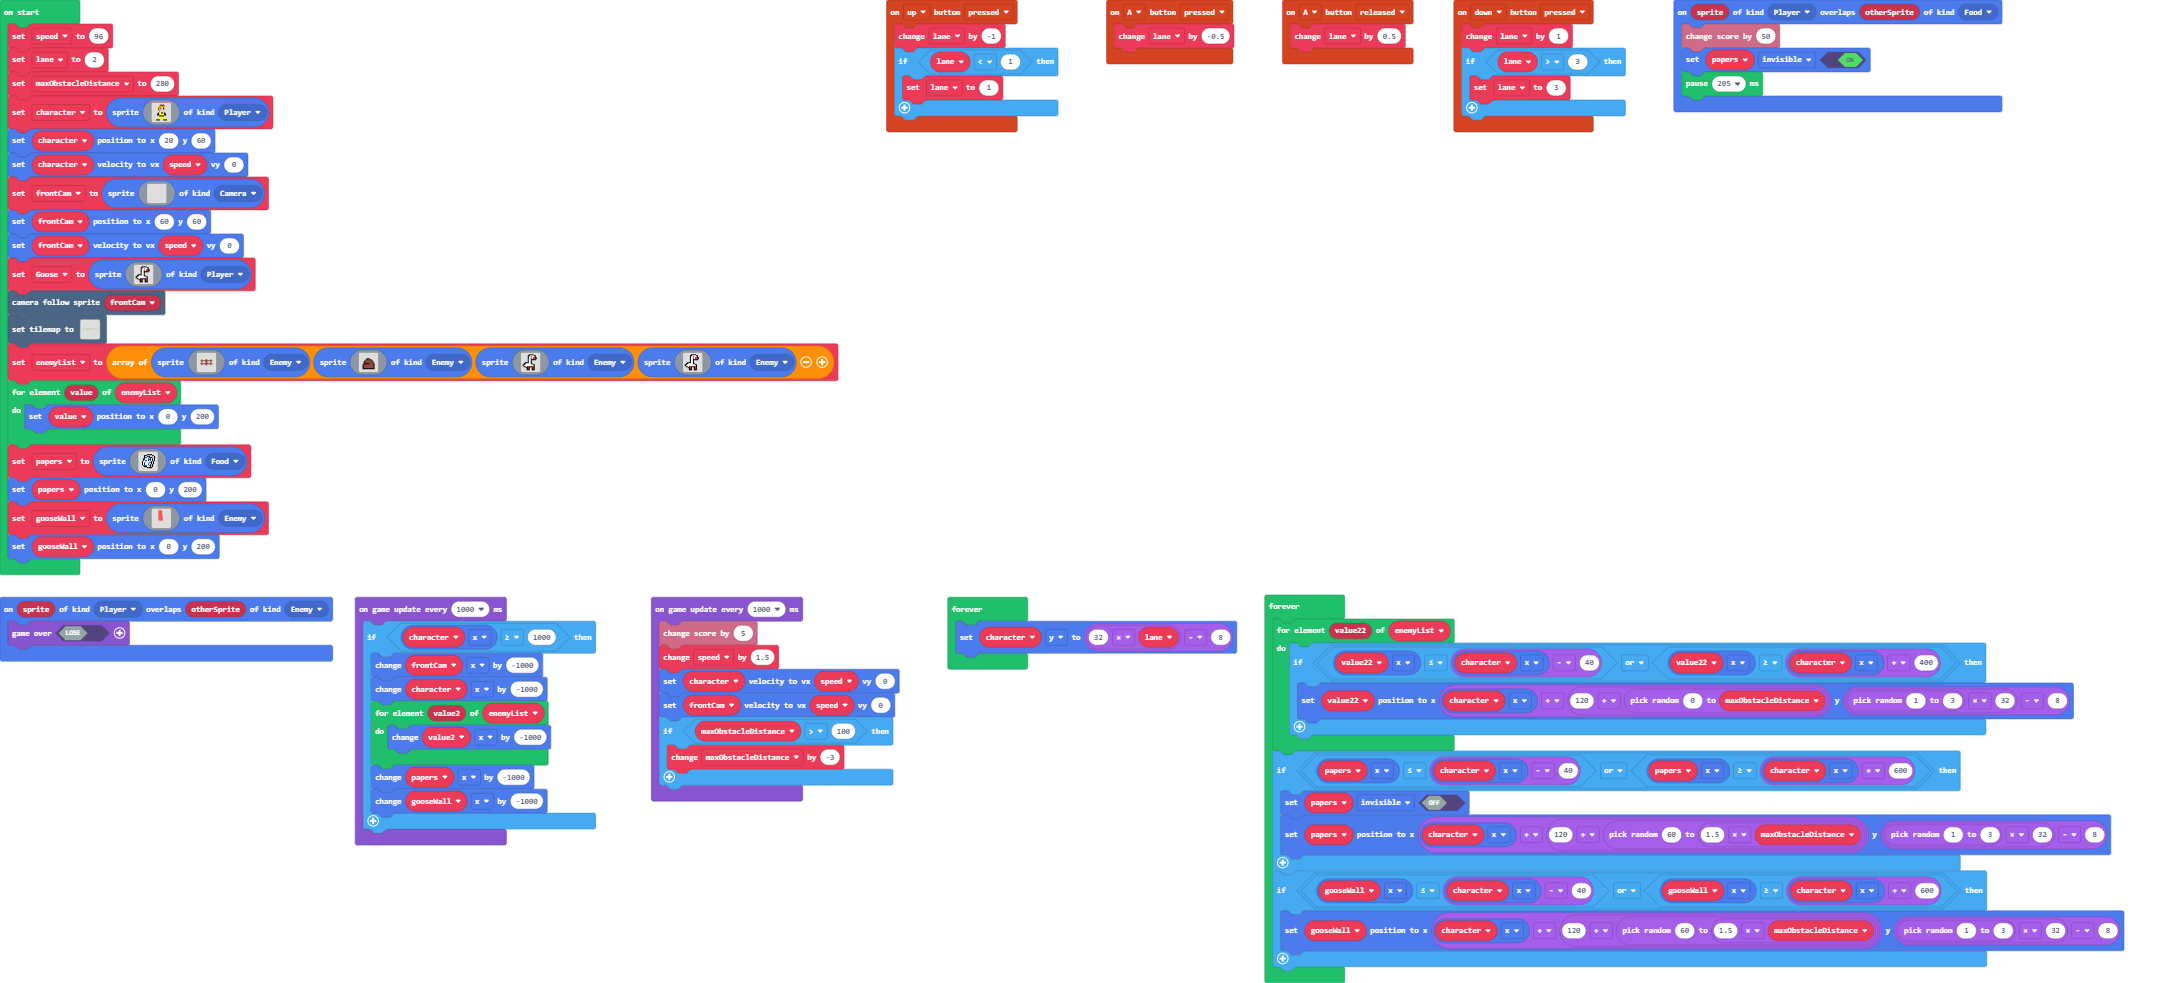 on start
set speed to 96
set lane to 2
set maxObstacleDistance to 280
set character to sprite of kind Player
set character position to x 20 y 60
set character velocity to vx speed vy 0
set frontCam to sprite of kind Camera
set frontCam position to x 60 y 60
set frontCam velocity to vx speed vy 0
set Goose to sprite of kind Player
camera follow sprite frontCam
set tilemap to
set enemyList to array of sprite of kind Enemy sprite of kind Enemy sprite of kind Enemy sprite of kind Enemy
for element value of enemyList
do set value position to x 0 y 200
set papers to sprite of kind Food
set papers position to x 0 y 200
set gooseWall to sprite of kind Enemy
set gooseWall position to x 0 y 200
on up button pressed
change lane by -1
if lane < 1 then
set lane to 1
on A button pressed
change lane by -0.5
on A button released
change lane by 0.5
on down button pressed
change lane by 1
if lane > 3 then
set lane to 3
on sprite of kind Player overlaps otherSprite of kind Food
change score by 50
set papers invisible ON
pause 205 ms
on sprite of kind Player overlaps otherSprite of kind Enemy
game over LOSE
on game update every 1000 ms
if character x ≥ 1000 then
change frontCam x by -1000
change character x by -1000
for element value2 of enemyList
do change value2 x by -1000
change papers x by -1000
change gooseWall x by -1000
on game update every 1000 ms
change score by 5
change speed by 1.5
set character velocity to vx speed vy 0
set frontCam velocity to vx speed vy 0
if maxObstacleDistance > 100 then
change maxObstacleDistance by -3
forever
set character y to 32 × lane - 8
forever
for element value22 of enemyList
do
if value22 x ≤ character x - 40 or value22 x ≥ character x + 400 then
set value22 position to x character x + 120 + pick random 0 to maxObstacleDistance y pick random 1 to 3 × 32 - 8
if papers x ≤ character x - 40 or papers x ≥ character x + 600 then
set papers invisible OFF
set papers position to x character x + 120 + pick random 60 to 1.5 × maxObstacleDistance y pick random 1 to 3 × 32 - 8
if gooseWall x ≤ character x - 40 or gooseWall x ≥ character x + 600 then
set gooseWall position to x character x + 120 + pick random 60 to 1.5 × maxObstacleDistance y pick random 1 to 3 × 32 - 8